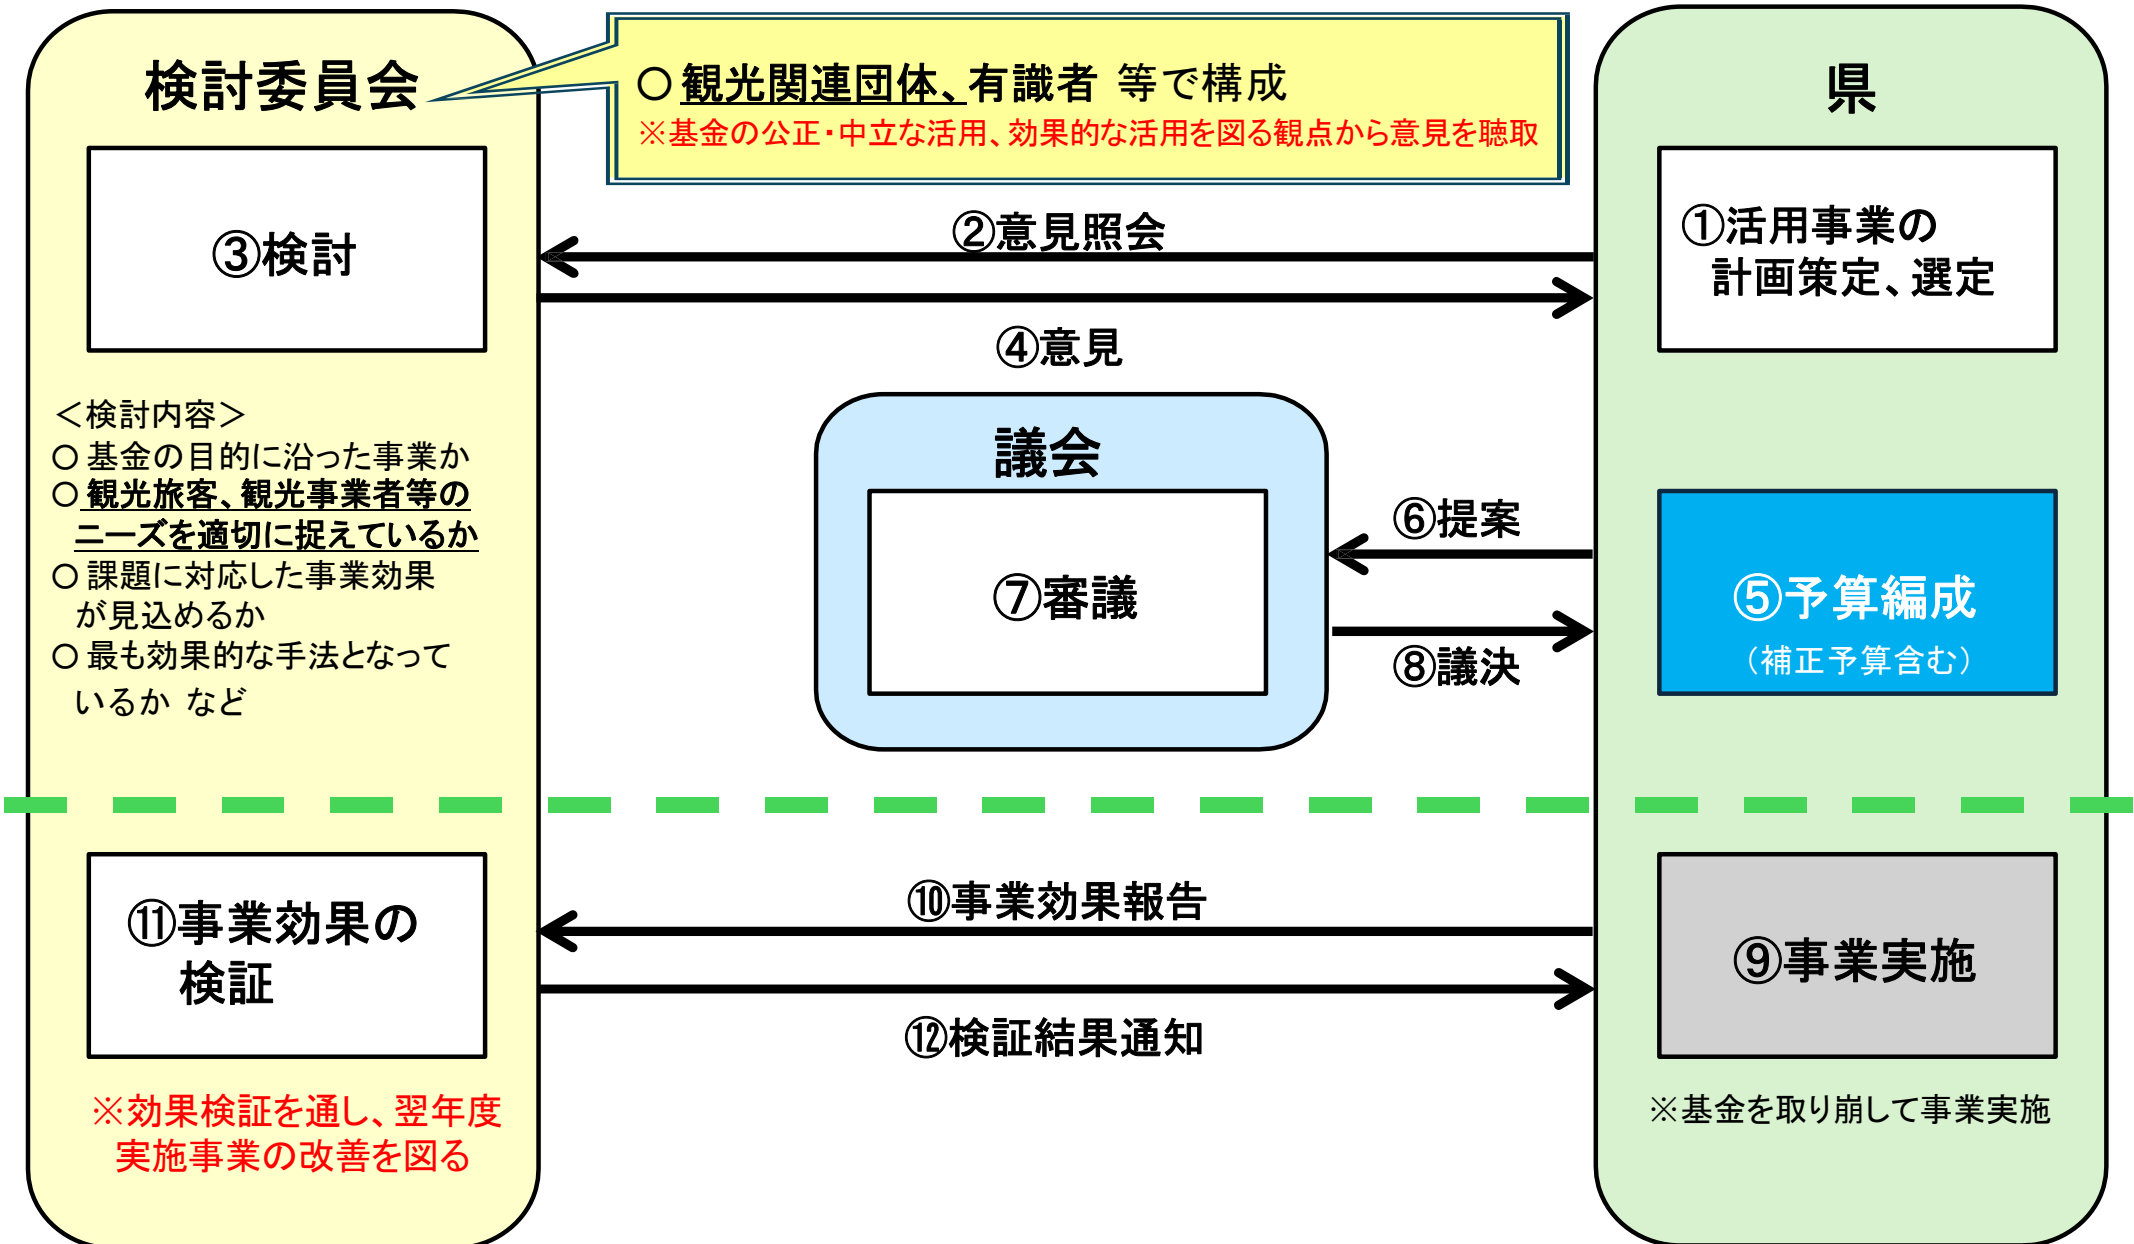 検討委員会
○ 観光関連団体、有識者 等で構成
※基金の公正・中立な活用、効果的な活用を図る観点から意見を聴取
県
③検討
②意見照会
①活用事業の
計画策定、選定
④意見
＜検討内容＞
○ 基金の目的に沿った事業か
○ 観光旅客、観光事業者等の
ニーズを適切に捉えているか
○ 課題に対応した事業効果
が見込めるか
○ 最も効果的な手法となって
いるか など
議会
⑦審議
⑥提案
⑧議決
⑤予算編成
（補正予算含む）
⑪事業効果の
検証
⑩事業効果報告
⑫検証結果通知
⑨事業実施
※効果検証を通し、翌年度
実施事業の改善を図る
※基金を取り崩して事業実施